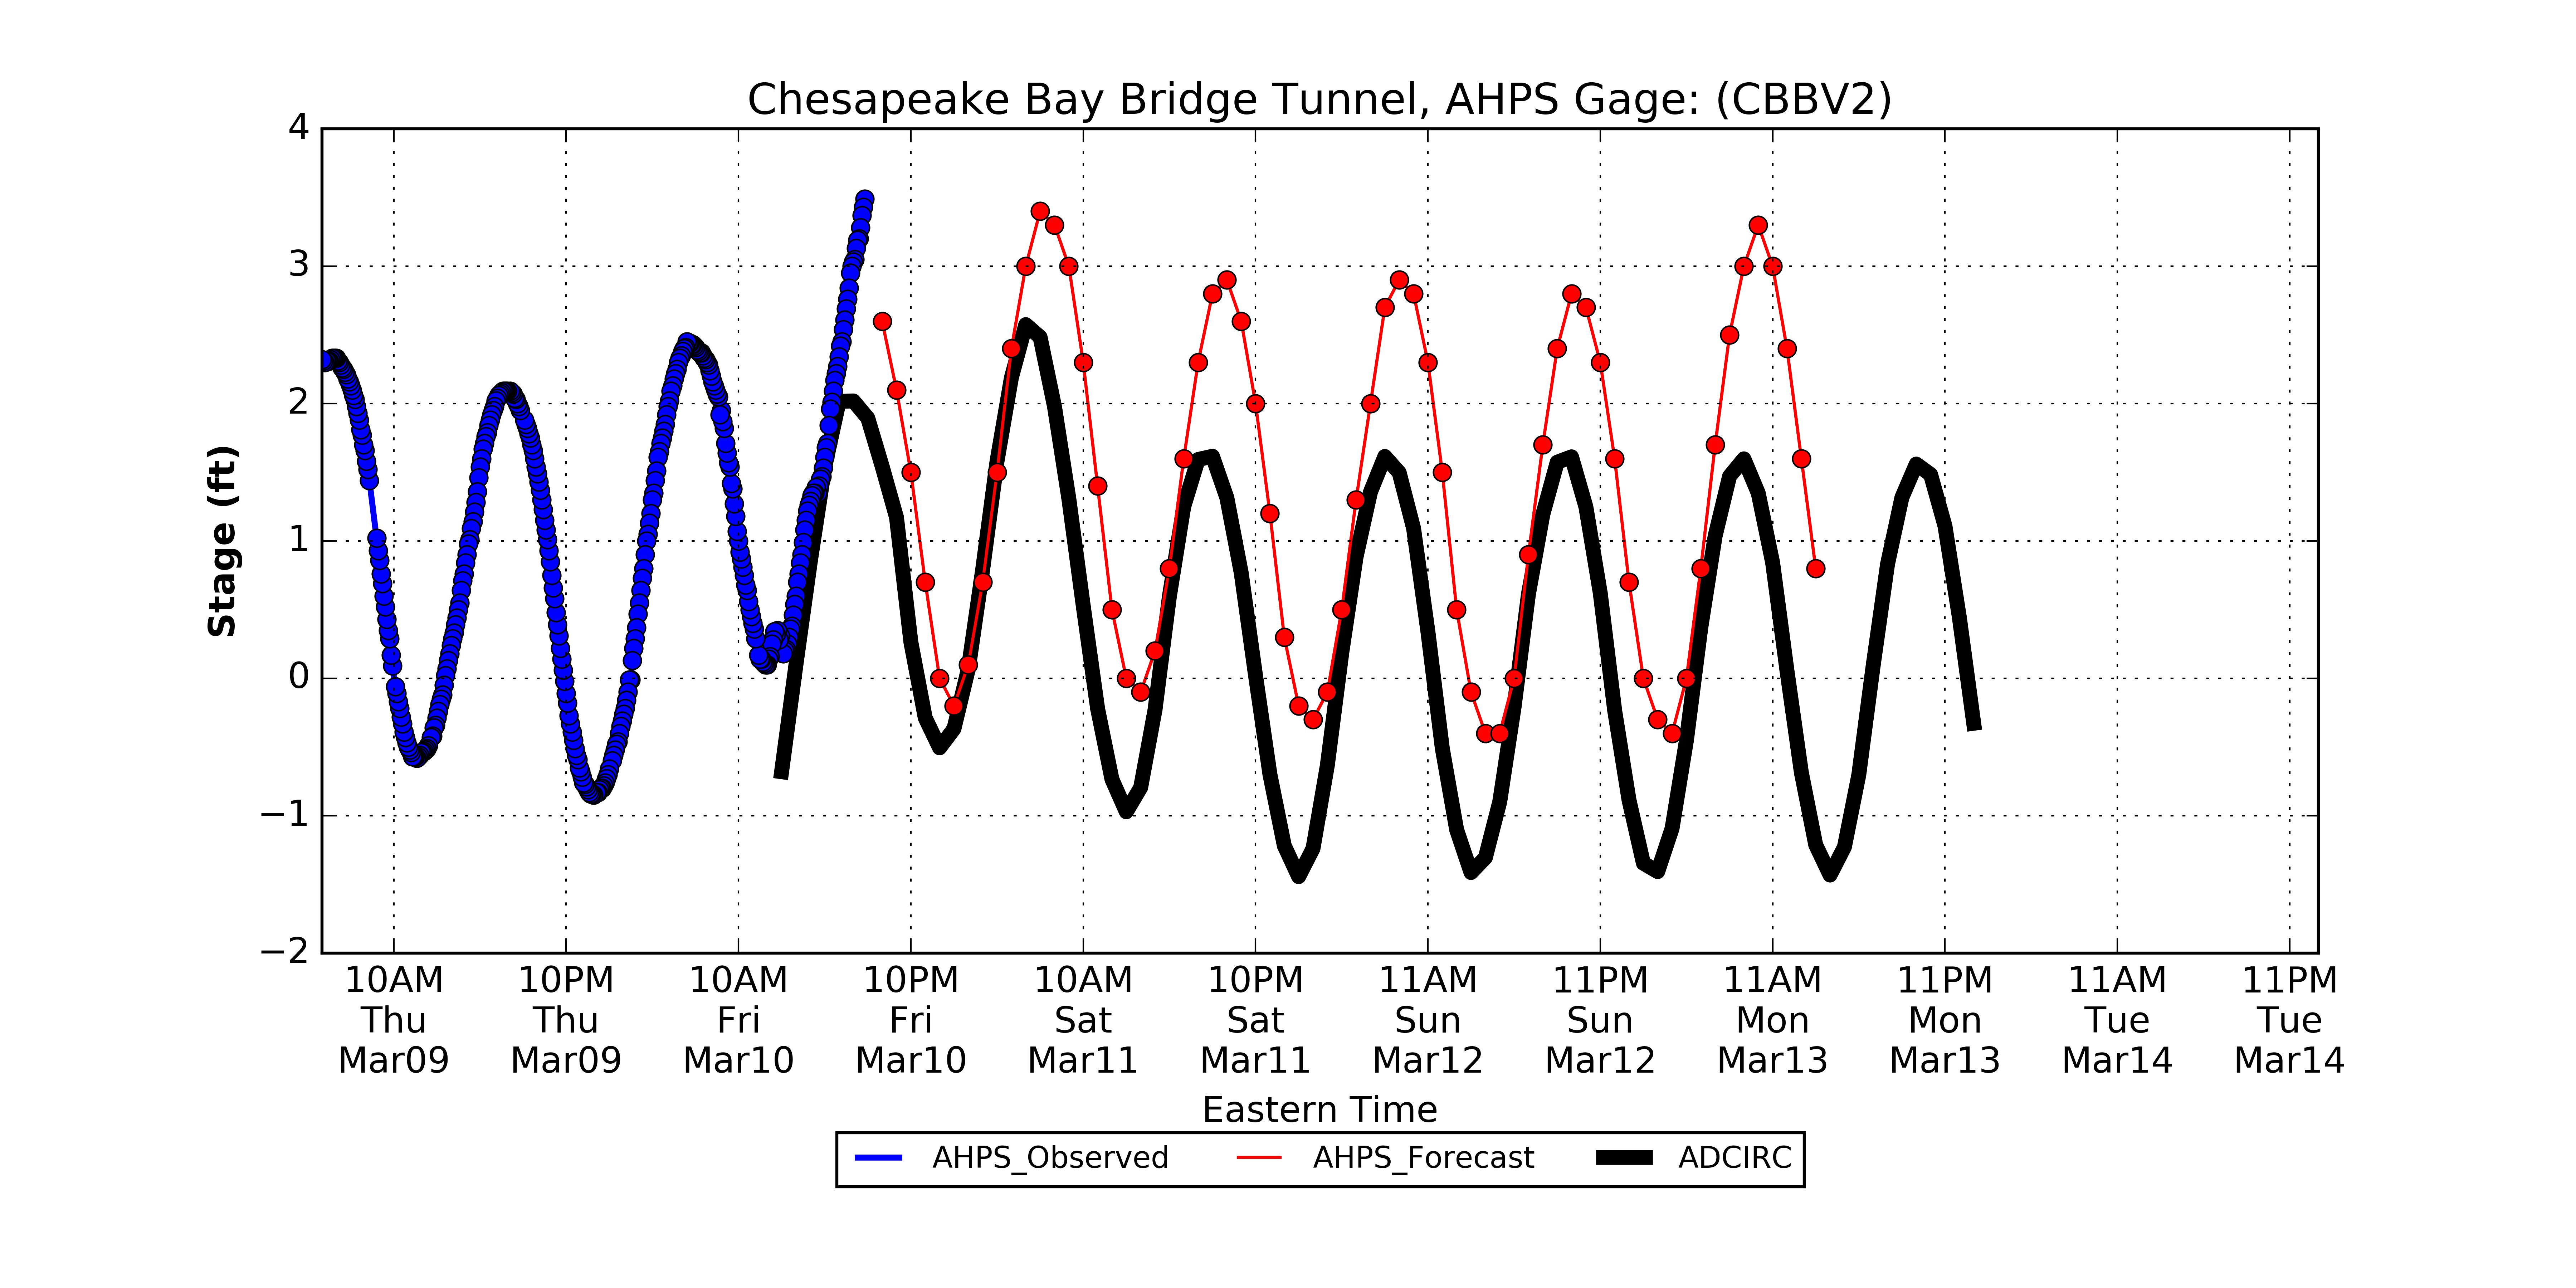 Chesapeake Bay Bridge Tunnel, AHPS Gage: (CBBV2)
4
3
2
1
0
−1
−2
Stage (ft)
10AM 10PM 10AM 10PM 10AM 10PM 11AM 11PM 11AM 11PM 11AM 11PM
Thu Thu Fri Fri Sat Sat Sun Sun Mon Mon Tue Tue
Mar09 Mar09 Mar10 Mar10 Mar11 Mar11 Mar12 Mar12 Mar13 Mar13 Mar14 Mar14
Eastern Time
AHPS_Observed AHPS_Forecast ADCIRC